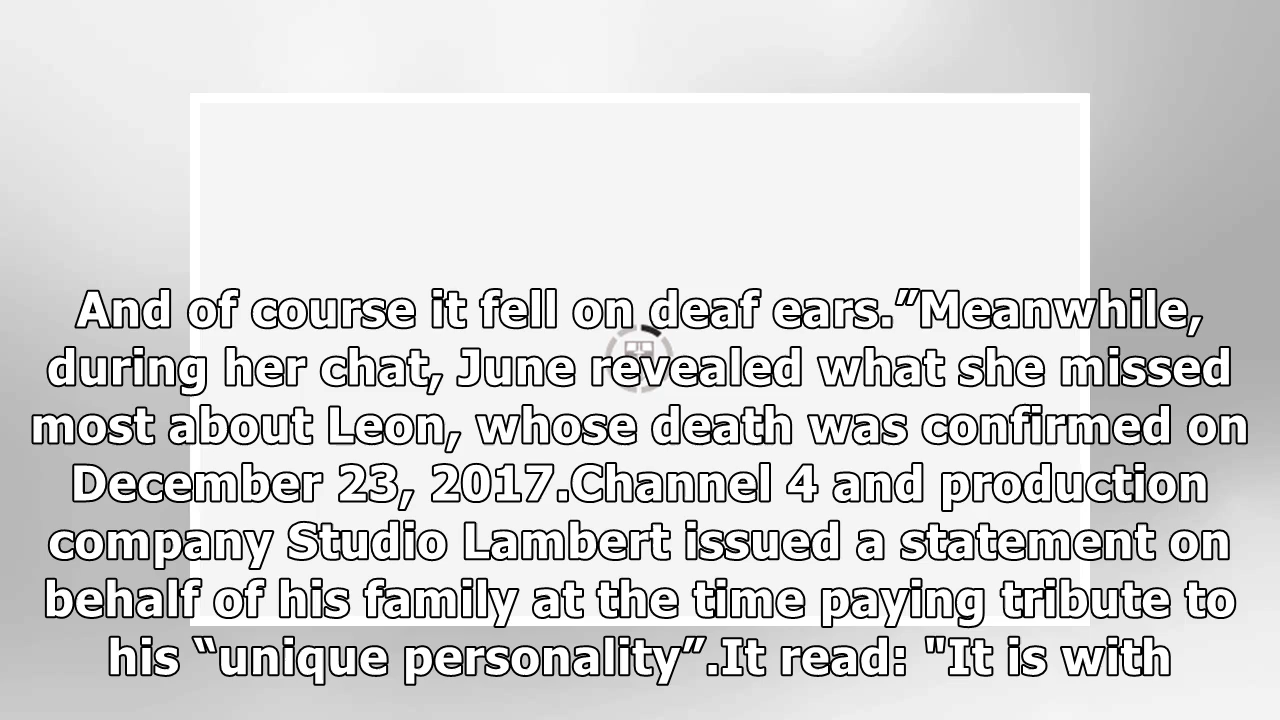 And of course it fell on deaf ears.”Meanwhile,
during her chat, June revealed what she missed
most about Leon, whose death was confirmed on
December 23, 2017.Channel 4 and production
company Studio Lambert issued a statement on
behalf of his family at the time paying tribute to
his “unique personality”.It read: "It is with